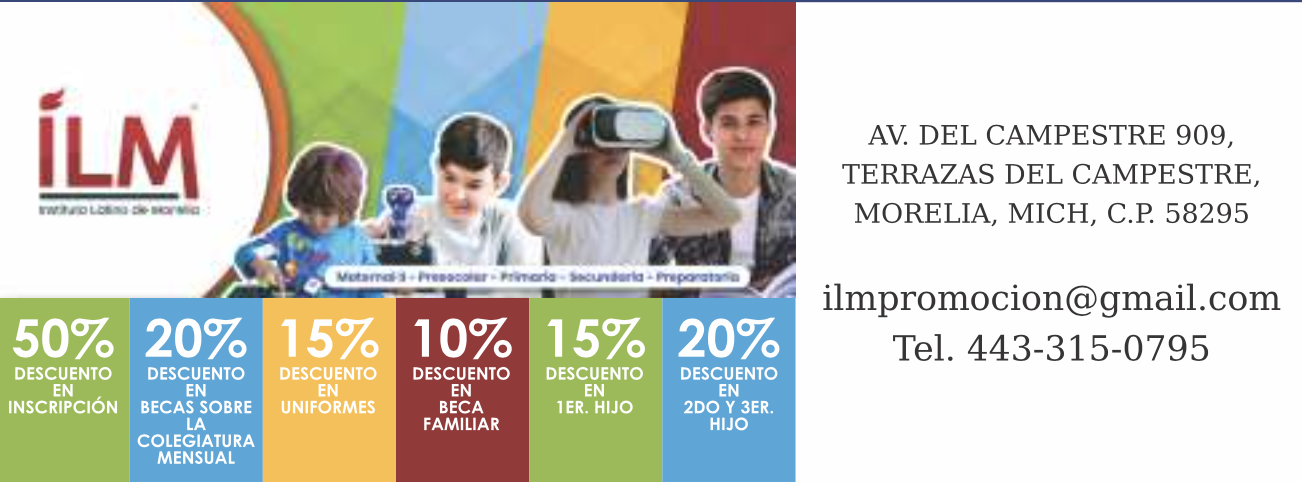 ÍLM
Instituto Latino de Morelia
Maternal 3 - Preescolar - Primaria - Secundaria - Preparatoria
50%
DESCUENTO
EN
INSCRIPCIÓN
20%
DESCUENTO
EN
BECAS SOBRE
LA
COLEGIATURA
MENSUAL
15%
DESCUENTO
EN
UNIFORMES
10%
DESCUENTO
EN
BECA
FAMILIAR
15%
DESCUENTO
EN
1ER. HIJO
20%
DESCUENTO
EN
2DO Y 3ER.
HIJO
AV. DEL CAMPESTRE 909,
TERRAZAS DEL CAMPESTRE,
MORELIA, MICH, C.P. 58295
ilmpromocion@gmail.com
Tel. 443-315-0795